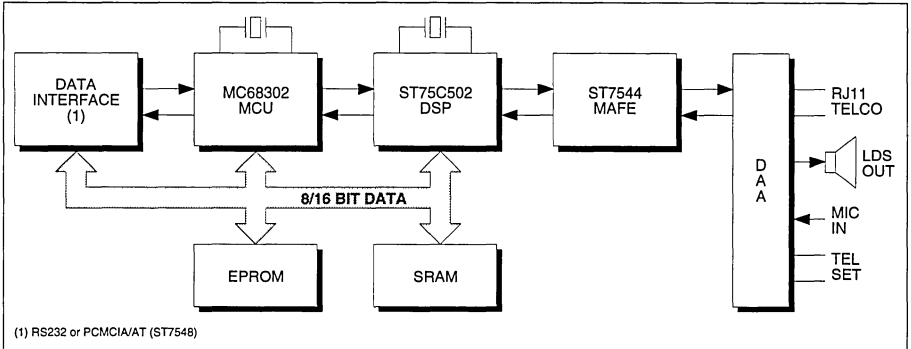 DATA
INTERFACE
(1)
MC68302
MCU
ST75C502
DSP
ST7544
MAFE
D
A
A
RJ11
TELCO
LDS
OUT
MIC
IN
TEL
SET
8/16 BIT DATA
EPROM
SRAM
(1) RS232 or PCMCIA/AT (ST7548)